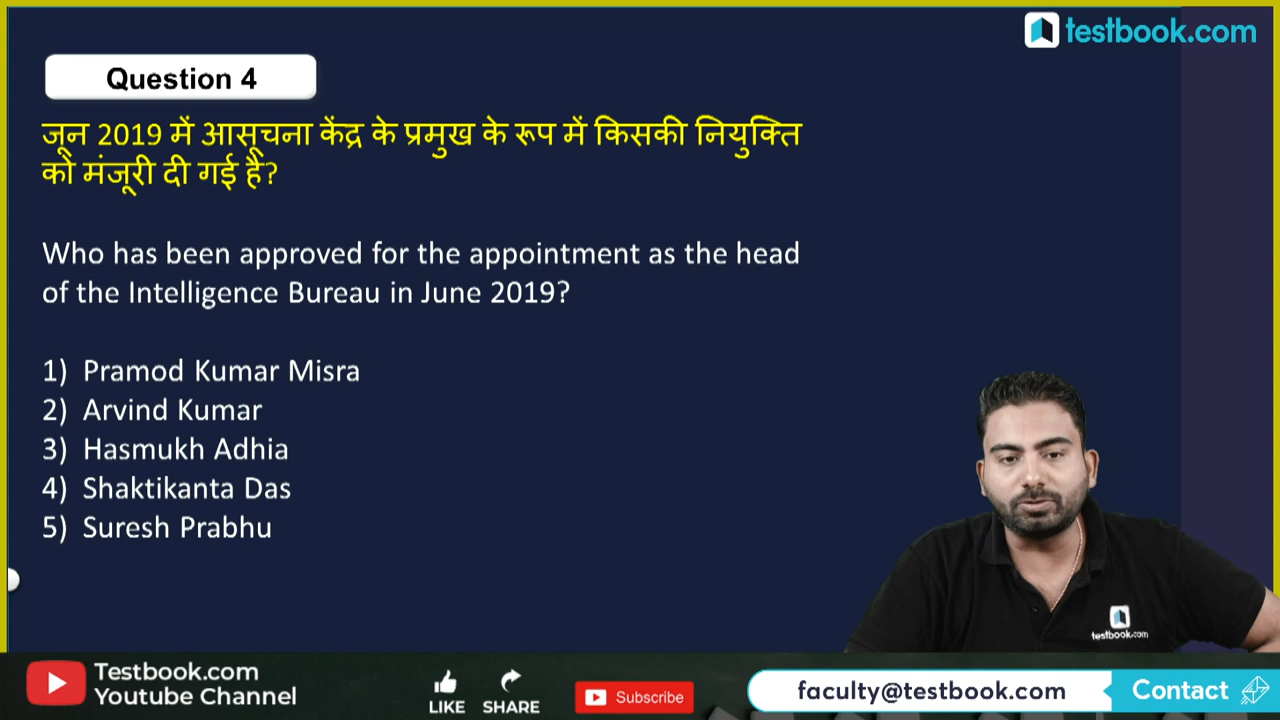 testbook.com
Question 4
जून 2019 में आसूचना केंद्र के प्रमुख के रूप में किसकी नियुक्ति
को मंजूरी दी गई है?
Who has been approved for the appointment as the head
of the Intelligence Bureau in June 2019?
1) Pramod Kumar Misra
2) Arvind Kumar
3) Hasmukh Adhia
4) Shaktikanta Das
5) Suresh Prabhu
testbook.com
Testbook.com
Youtube Channel
LIKE
SHARE
Subscribe
faculty@testbook.com
Contact